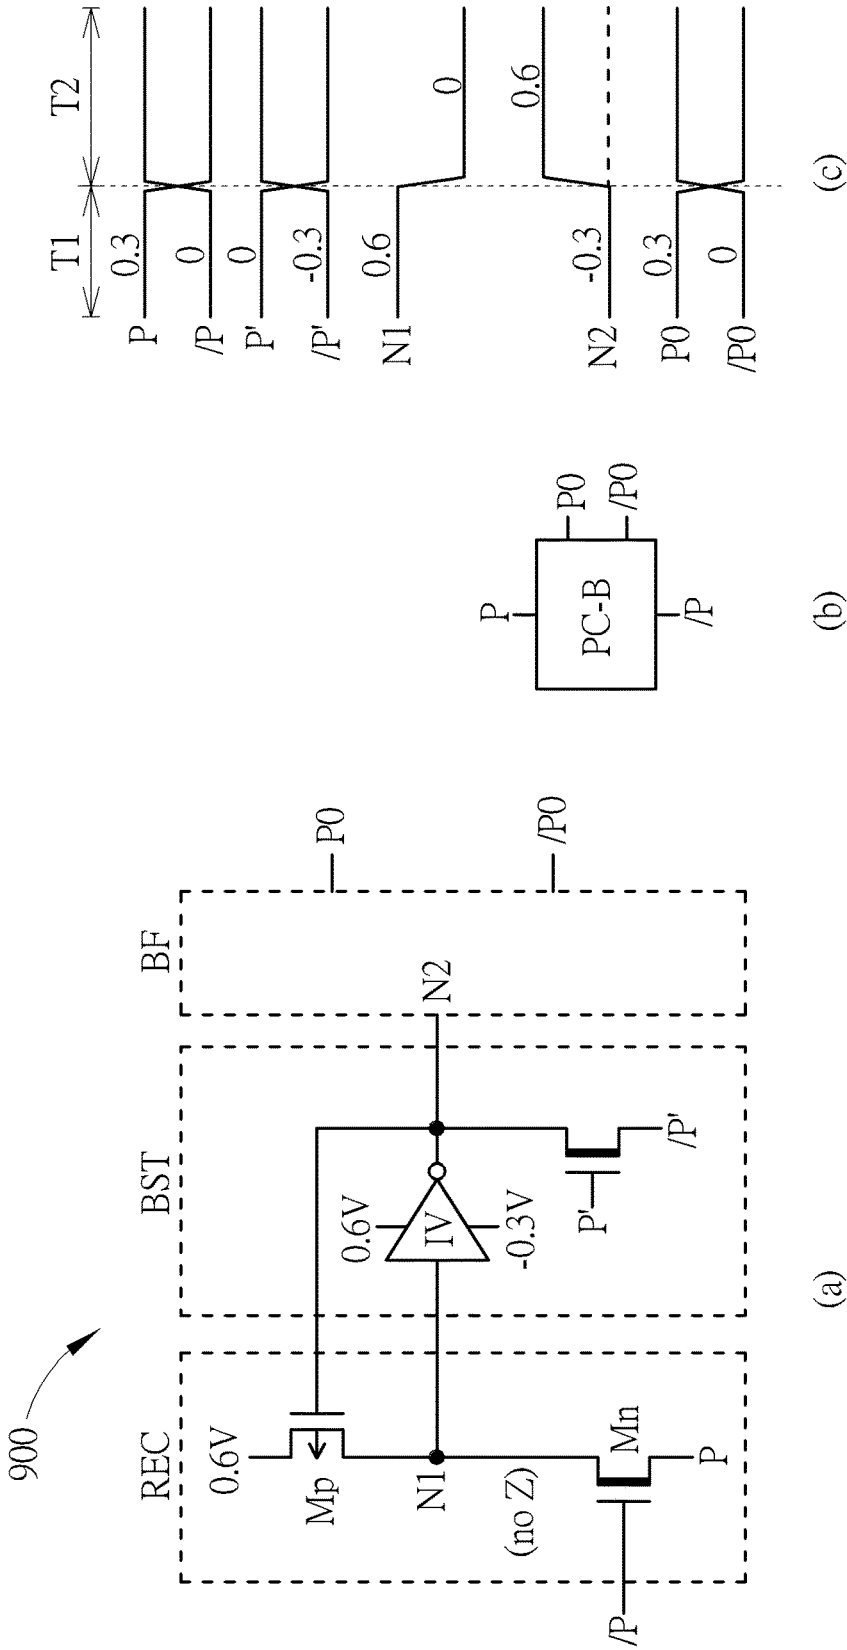 900
REC
BST
BF
0.6V
Mp
N1
(no Z)
Mn
/P
P
0.6V
IV
-0.3V
N2
P'
/P'
P0
/P0
(a)
P
PC-B
P0
/P0
/P
(b)
T1
T2
P
0.3
/P
0
P'
0
/P'
-0.3
N1
0.6
0
0.6
N2
-0.3
P0
0.3
/P0
0
(c)